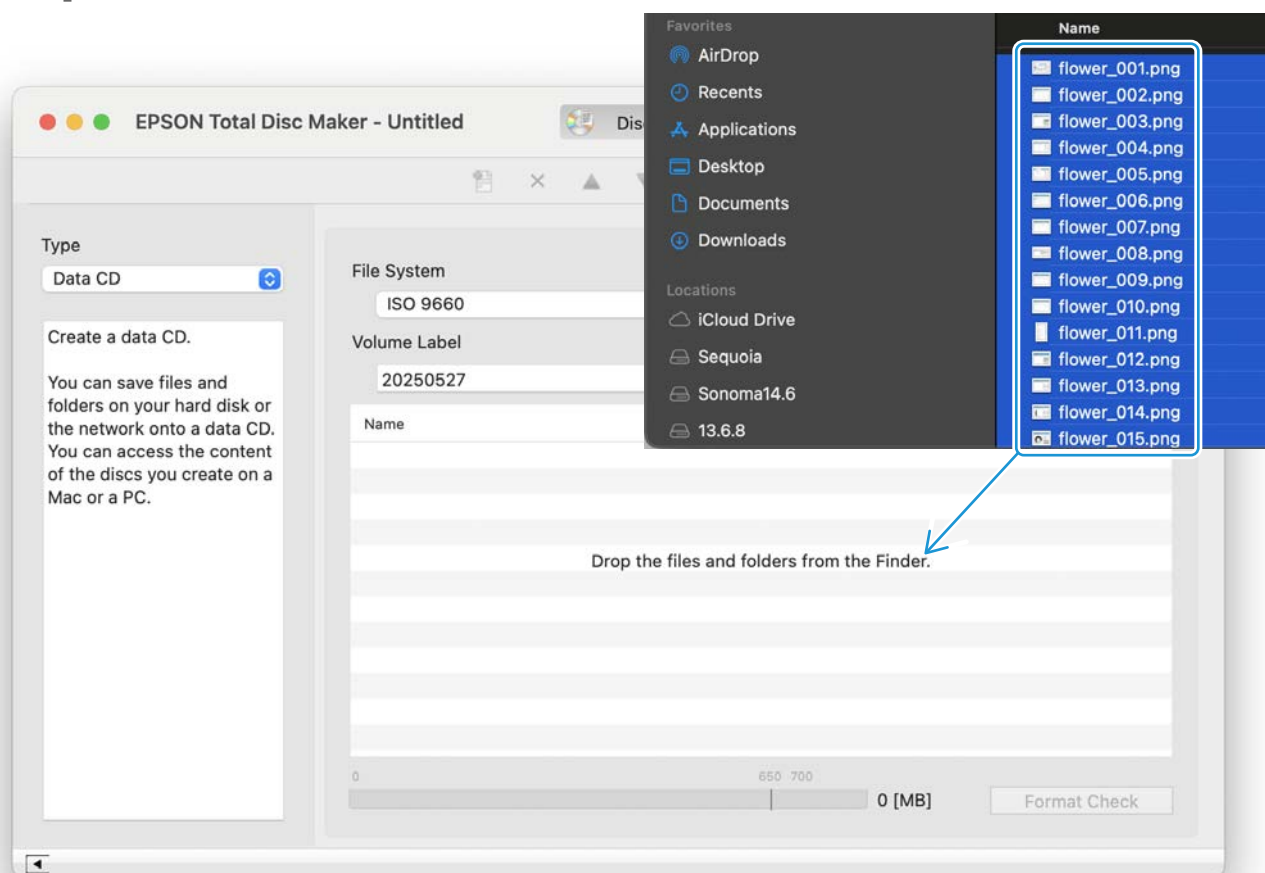 EPSON Total Disc Maker - Untitled
Type
Data CD
Create a data CD.
You can save files and
folders on your hard disk or
the network onto a data CD.
You can access the content
of the discs you create on a
Mac or a PC.
File System
ISO 9660
Volume Label
20250527
Name
Drop the files and folders from the Finder.
0
650 700
0 [MB]
Format Check
Favorites
AirDrop
Recents
Applications
Desktop
Documents
Downloads
Locations
iCloud Drive
Sequoia
Sonoma14.6
13.6.8
Name
flower_001.png
flower_002.png
flower_003.png
flower_004.png
flower_005.png
flower_006.png
flower_007.png
flower_008.png
flower_009.png
flower_010.png
flower_011.png
flower_012.png
flower_013.png
flower_014.png
flower_015.png